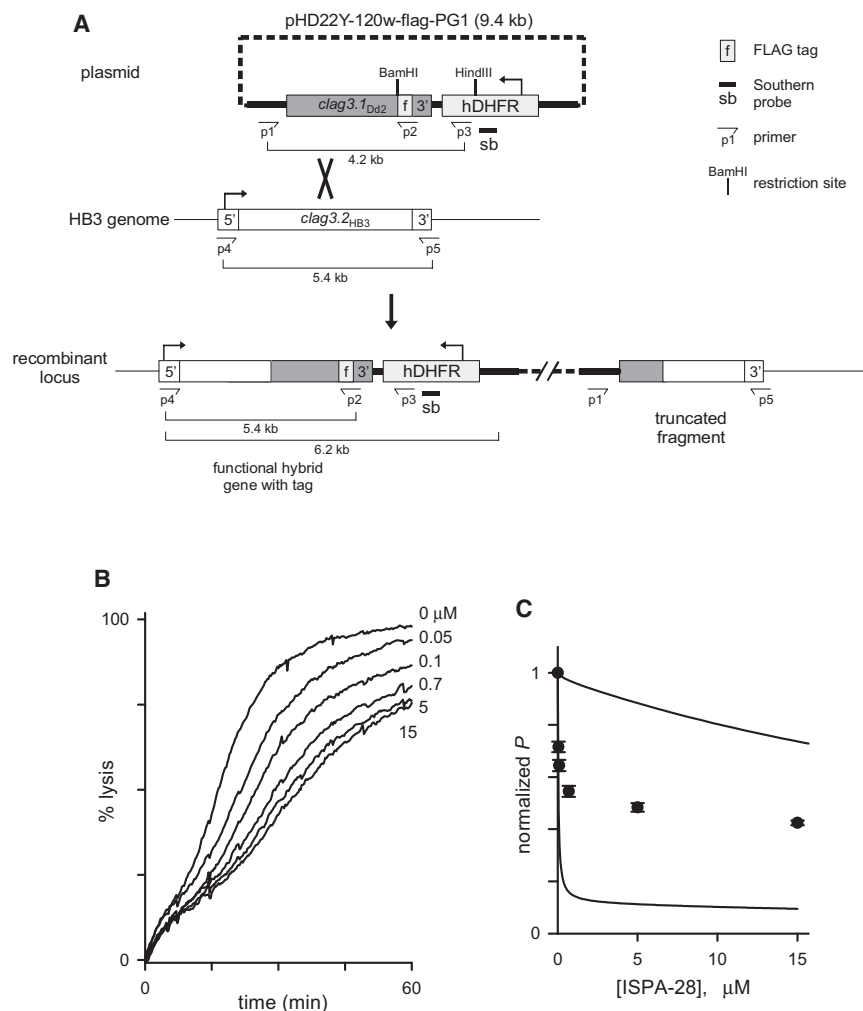 A
pHD22Y-120w-flag-PG1 (9.4 kb)
plasmid
BamHI
HindIII
clag3.1Dd2
f
3'
hDHFR
p1
p2
p3
sb
4.2 kb
f
FLAG tag
sb
Southern
probe
p1
primer
BamHI
restriction site
HB3 genome
5'
clag3.2HB3
3'
p4
p5
5.4 kb
recombinant
locus
5'
f
3'
hDHFR
3'
p4
p2
p3
sb
p1
p5
5.4 kb
6.2 kb
truncated
fragment
functional hybrid
gene with tag
B
100
% lysis
0
0 µM
0.05
0.1
0.7
5
15
0
60
time (min)
C
1
normalized P
0
0
5
10
15
[ISPA-28], µM